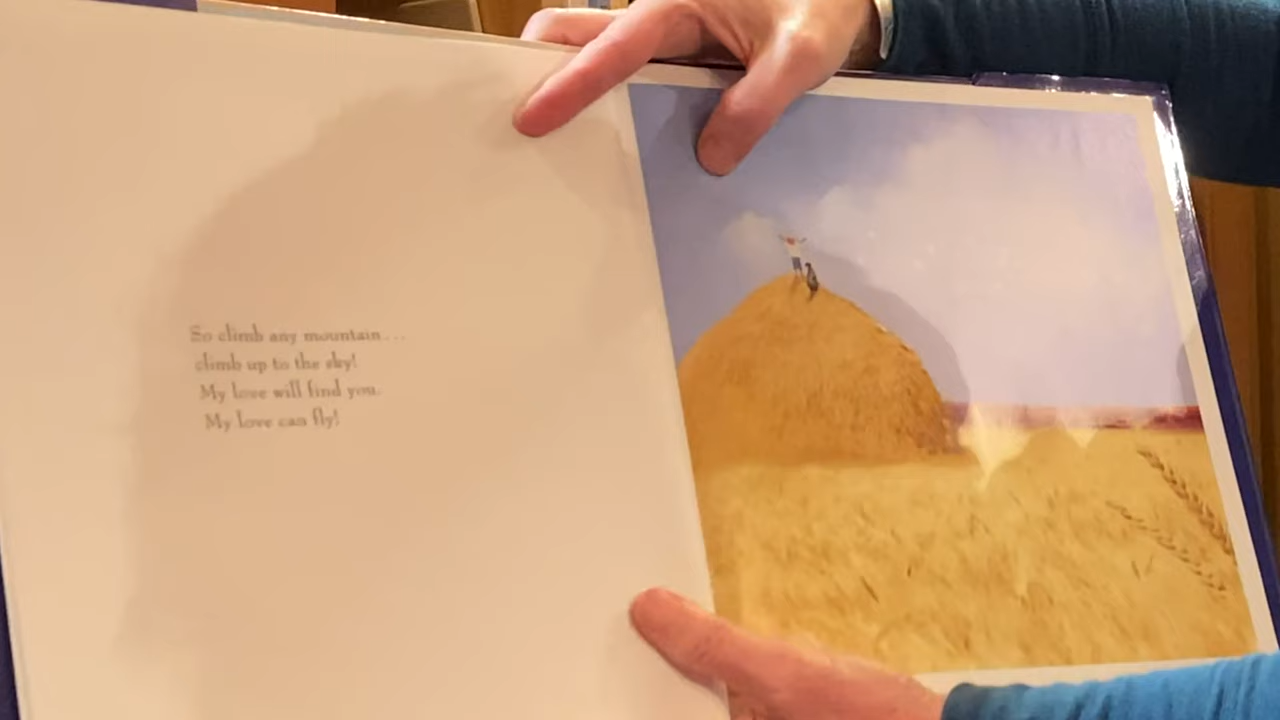 So climb any mountain...
climb up to the sky!
My love will find you.
My love can fly!